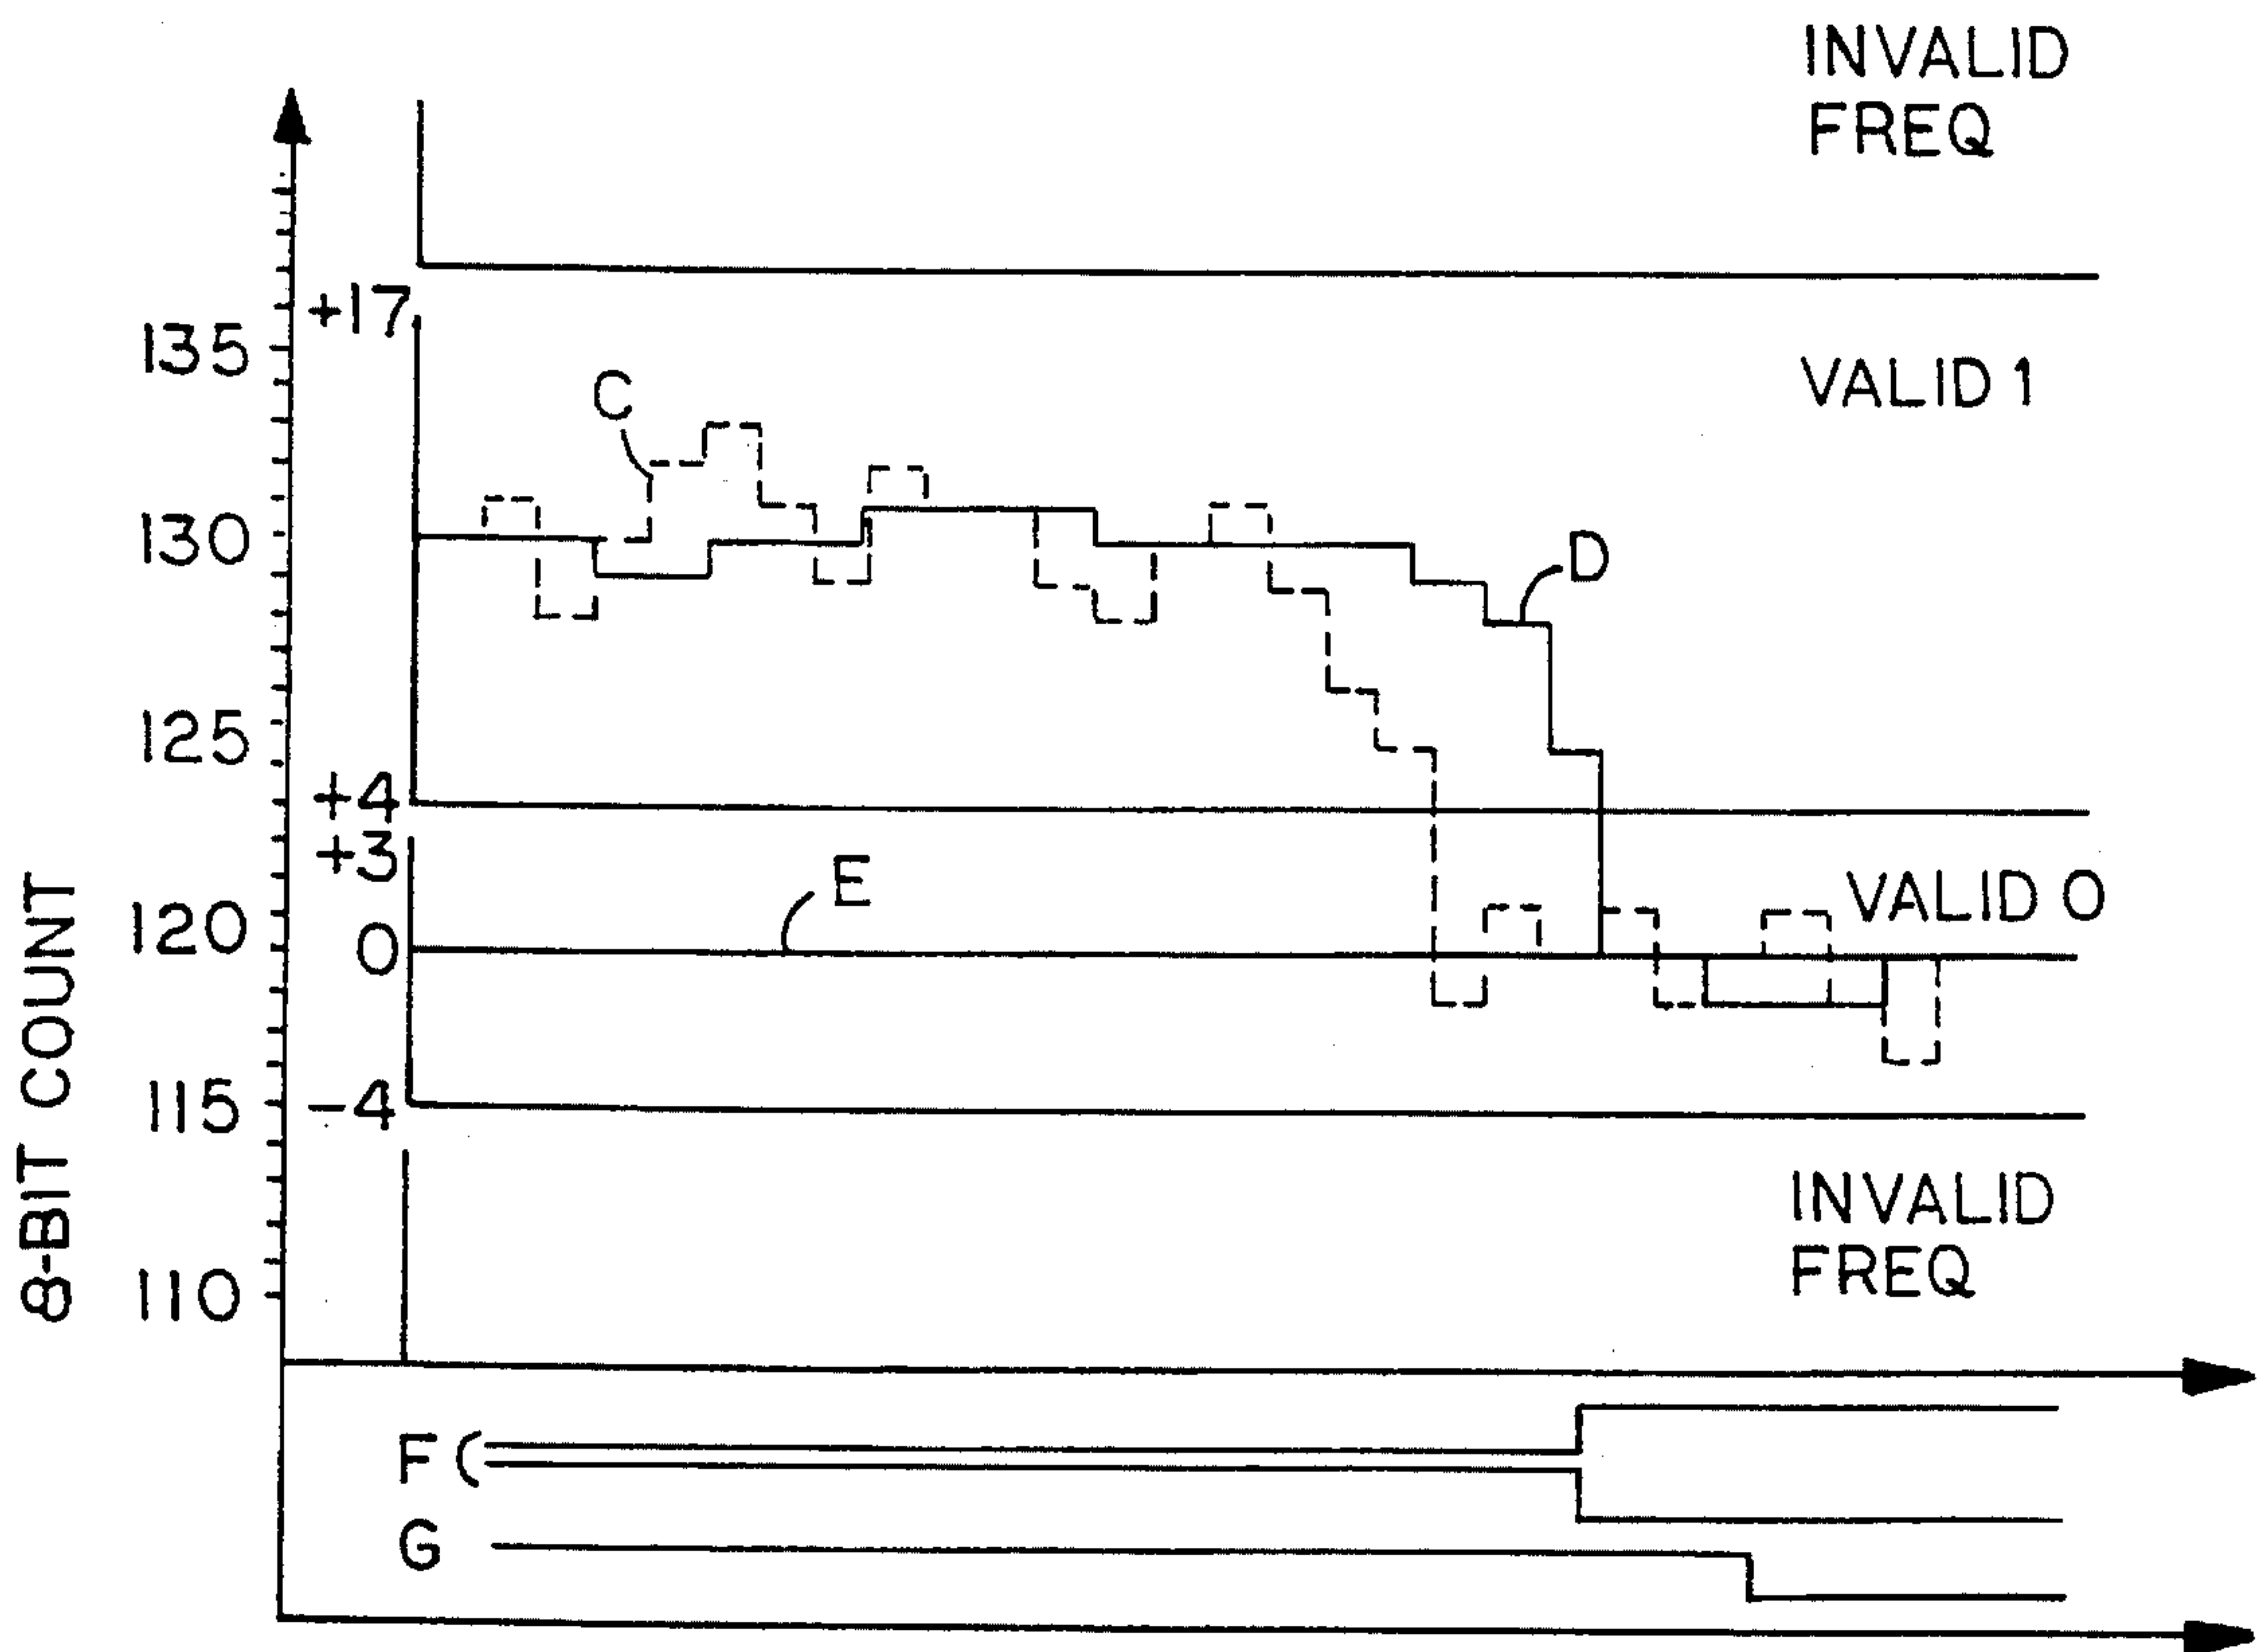 INVALID
FREQ
+17
135
VALID 1
C
130
D
125
+4
+3
E
VALID 0
120
0
115
-4
8-BIT COUNT
INVALID
FREQ
110
F
G